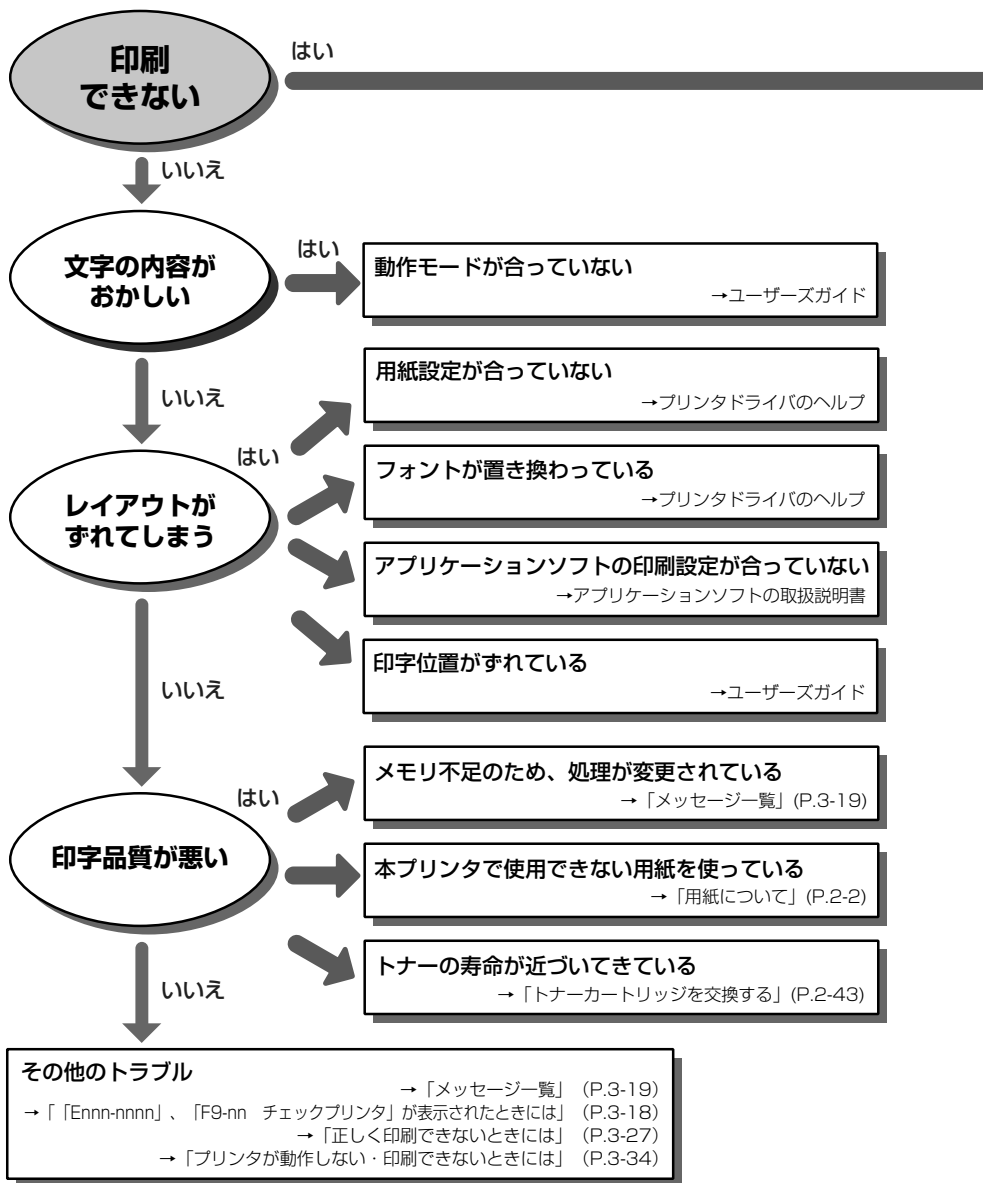 印刷
できない
はい
いいえ
文字の内容が
おかしい
はい
動作モードが合っていない
→ユーザーズガイド
いいえ
レイアウトが
ずれてしまう
はい
用紙設定が合っていない
→プリンタドライバのヘルプ
フォントが置き換わっている
→プリンタドライバのヘルプ
アプリケーションソフトの印刷設定が合っていない
→アプリケーションソフトの取扱説明書
印字位置がずれている
→ユーザーズガイド
いいえ
印字品質が悪い
はい
メモリ不足のため、処理が変更されている
→「メッセージ一覧」(P.3-19)
本プリンタで使用できない用紙を使っている
→「用紙について」(P.2-2)
トナーの寿命が近づいてきている
→「トナーカートリッジを交換する」(P.2-43)
いいえ
その他のトラブル
→「メッセージ一覧」（P.3-19）
→「「Ennn-nnnn」、「F9-nn　チェックプリンタ」が表示されたときには」（P.3-18）
→「正しく印刷できないときには」（P.3-27）
→「プリンタが動作しない・印刷できないときには」（P.3-34）